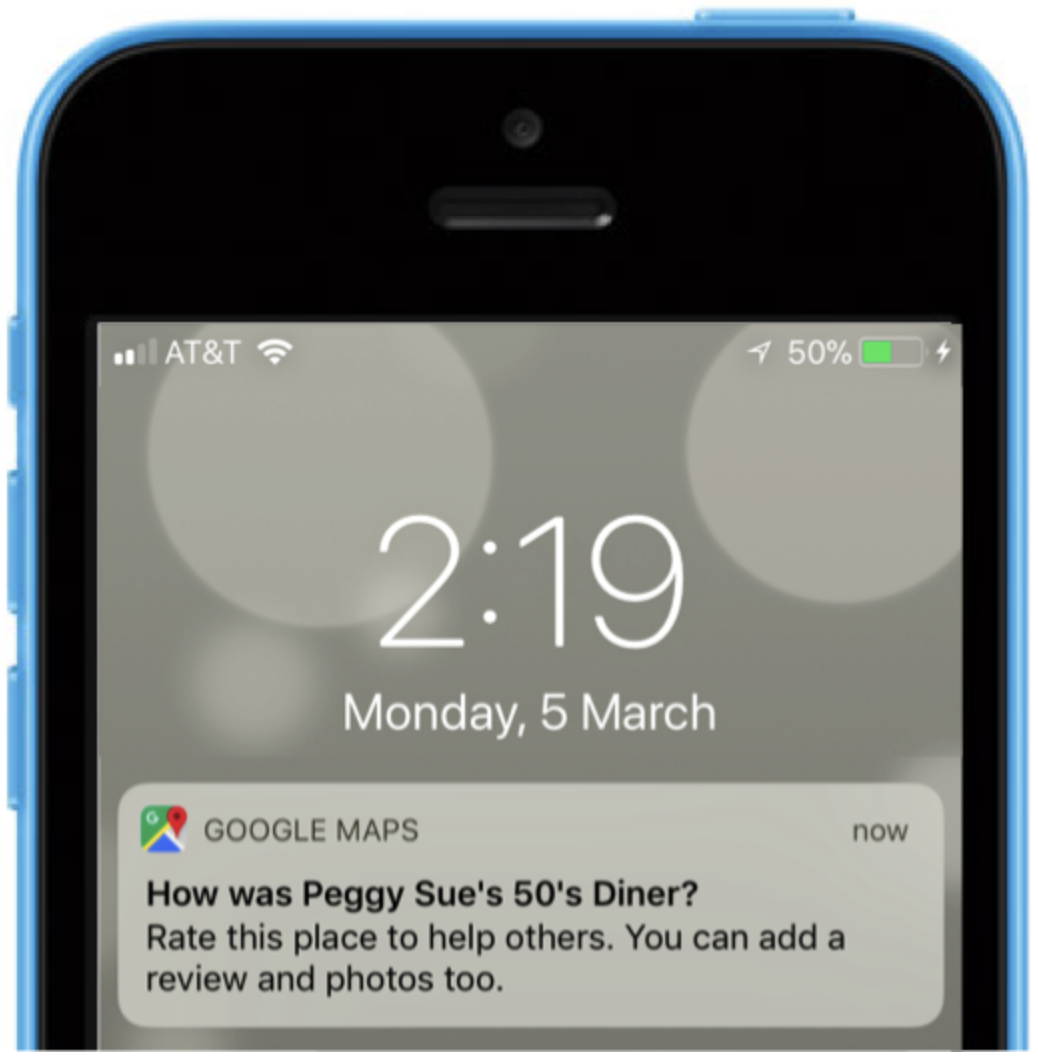 AT&T 50%
2:19
Monday, 5 March
GOOGLE MAPS now
How was Peggy Sue's 50's Diner?
Rate this place to help others. You can add a
review and photos too.